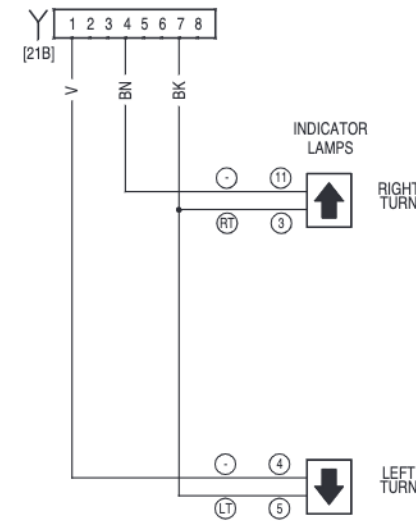 Y 1 2 3 4 5 6 7 8
[21B]
V BN BK
INDICATOR
LAMPS
- 11
RIGHT
TURN
RT 3
- 4
LEFT
TURN
LT 5